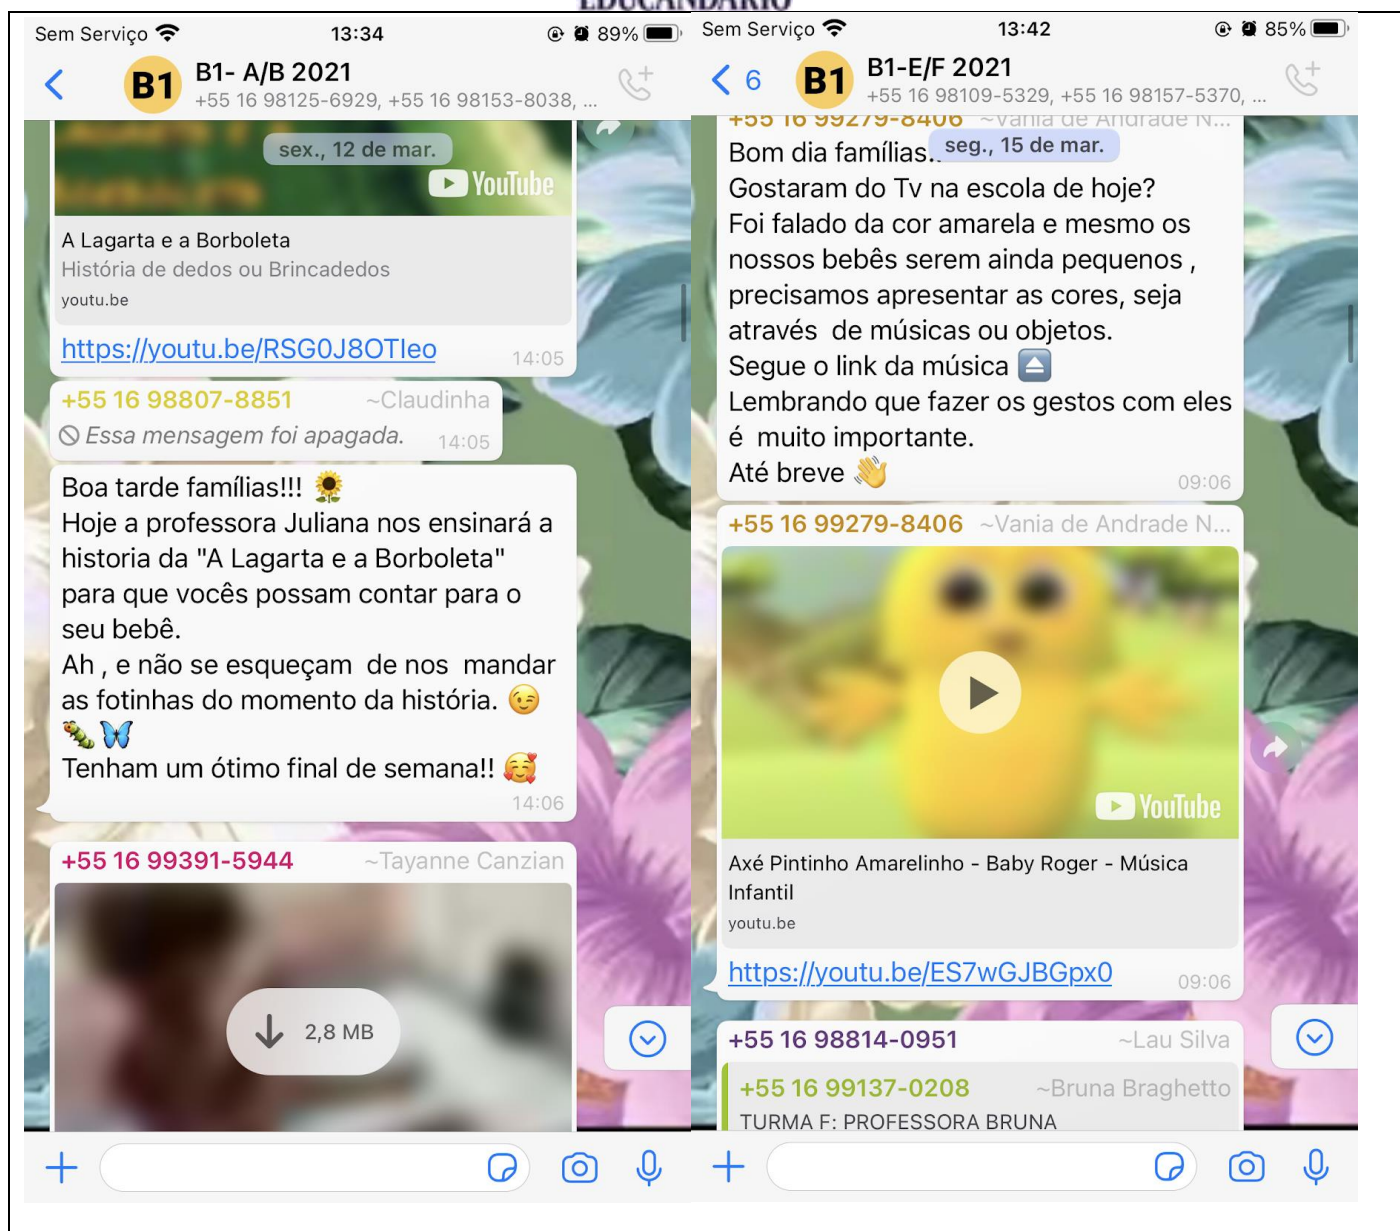 EDUCANDÁRIO
Sem Serviço
13:34
89%
B1
B1- A/B 2021
+55 16 98125-6929, +55 16 98153-8038, ...
sex., 12 de mar.
YouTube
A Lagarta e a Borboleta
História de dedos ou Brincadedos
youtu.be
https://youtu.be/RSG0J8OTIeo
14:05
+55 16 98807-8851 ~Claudinha
Essa mensagem foi apagada. 14:05
Boa tarde famílias!!! 🌻
Hoje a professora Juliana nos ensinará a
historia da "A Lagarta e a Borboleta"
para que vocês possam contar para o
seu bebê.
Ah , e não se esqueçam  de nos  mandar
as fotinhas do momento da história. 😉
🐛🦋
Tenham um ótimo final de semana!! 🥰
14:06
+55 16 99391-5944 ~Tayanne Canzian
2,8 MB
Sem Serviço
13:42
85%
6
B1
B1-E/F 2021
+55 16 98109-5329, +55 16 98157-5370, ...
+55 16 99279-8406 ~Vania de Andrade N...
seg., 15 de mar.
Bom dia famílias..
Gostaram do Tv na escola de hoje?
Foi falado da cor amarela e mesmo os
nossos bebês serem ainda pequenos ,
precisamos apresentar as cores, seja
através  de músicas ou objetos.
Segue o link da música ⏏️
Lembrando que fazer os gestos com eles
é  muito importante.
Até breve 👋
09:06
+55 16 99279-8406 ~Vania de Andrade N...
YouTube
Axé Pintinho Amarelinho - Baby Roger - Música
Infantil
youtu.be
https://youtu.be/ES7wGJBGpx0
09:06
+55 16 98814-0951 ~Lau Silva
+55 16 99137-0208 ~Bruna Braghetto
TURMA F: PROFESSORA BRUNA